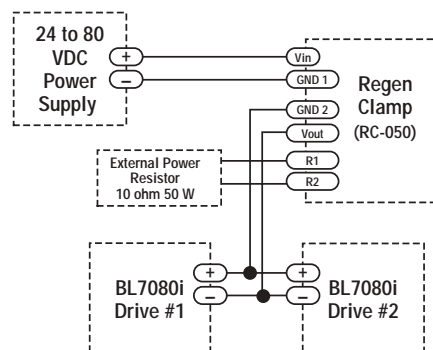 24 to 80
VDC
Power
Supply
+
−
Vin
GND 1
GND 2
Vout
R1
R2
Regen
Clamp
(RC-050)
External Power
Resistor
10 ohm 50 W
BL7080i
Drive #1
+
−
+
−
BL7080i
Drive #2